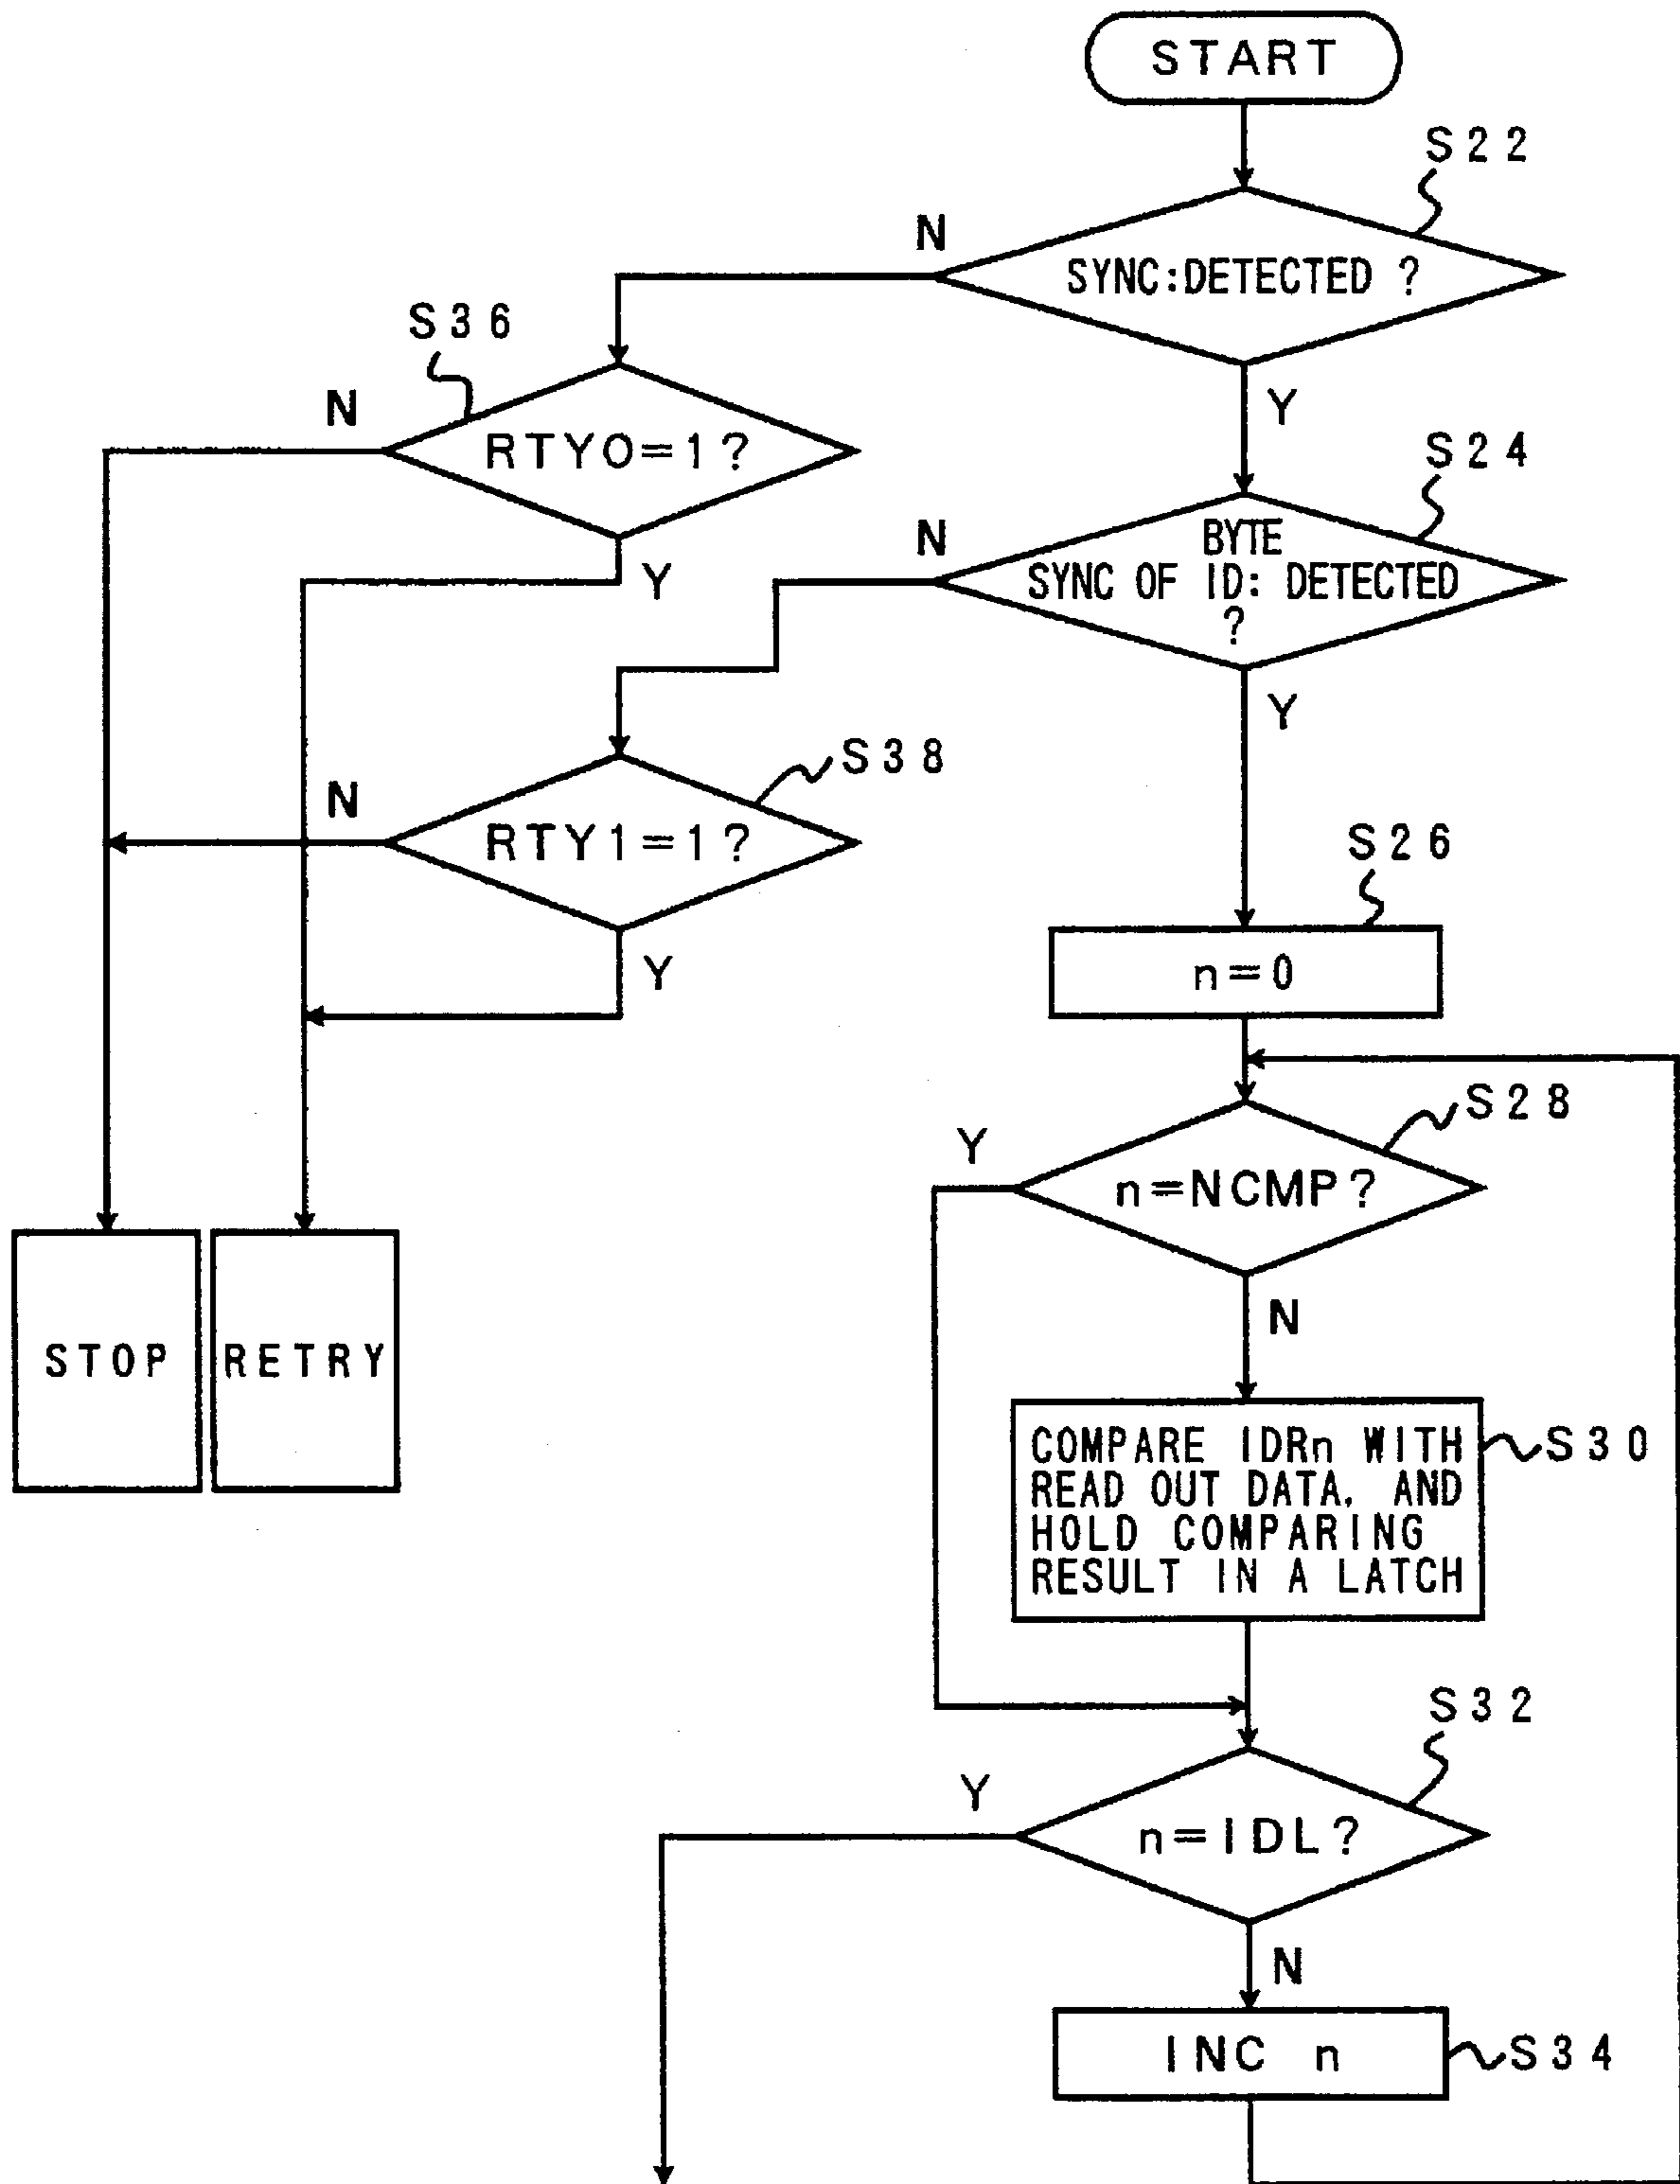 START
S22
N
SYNC:DETECTED ?
S36
N
Y
RTY0=1?
S24
N
BYTE
SYNC OF ID: DETECTED
?
Y
Y
S38
N
RTY1=1?
S26
Y
n=0
S28
Y
n=NCMP?
N
STOP
RETRY
COMPARE IDRn WITH
READ OUT DATA, AND
HOLD COMPARING
RESULT IN A LATCH
S30
S32
Y
n=IDL?
N
INC n
S34